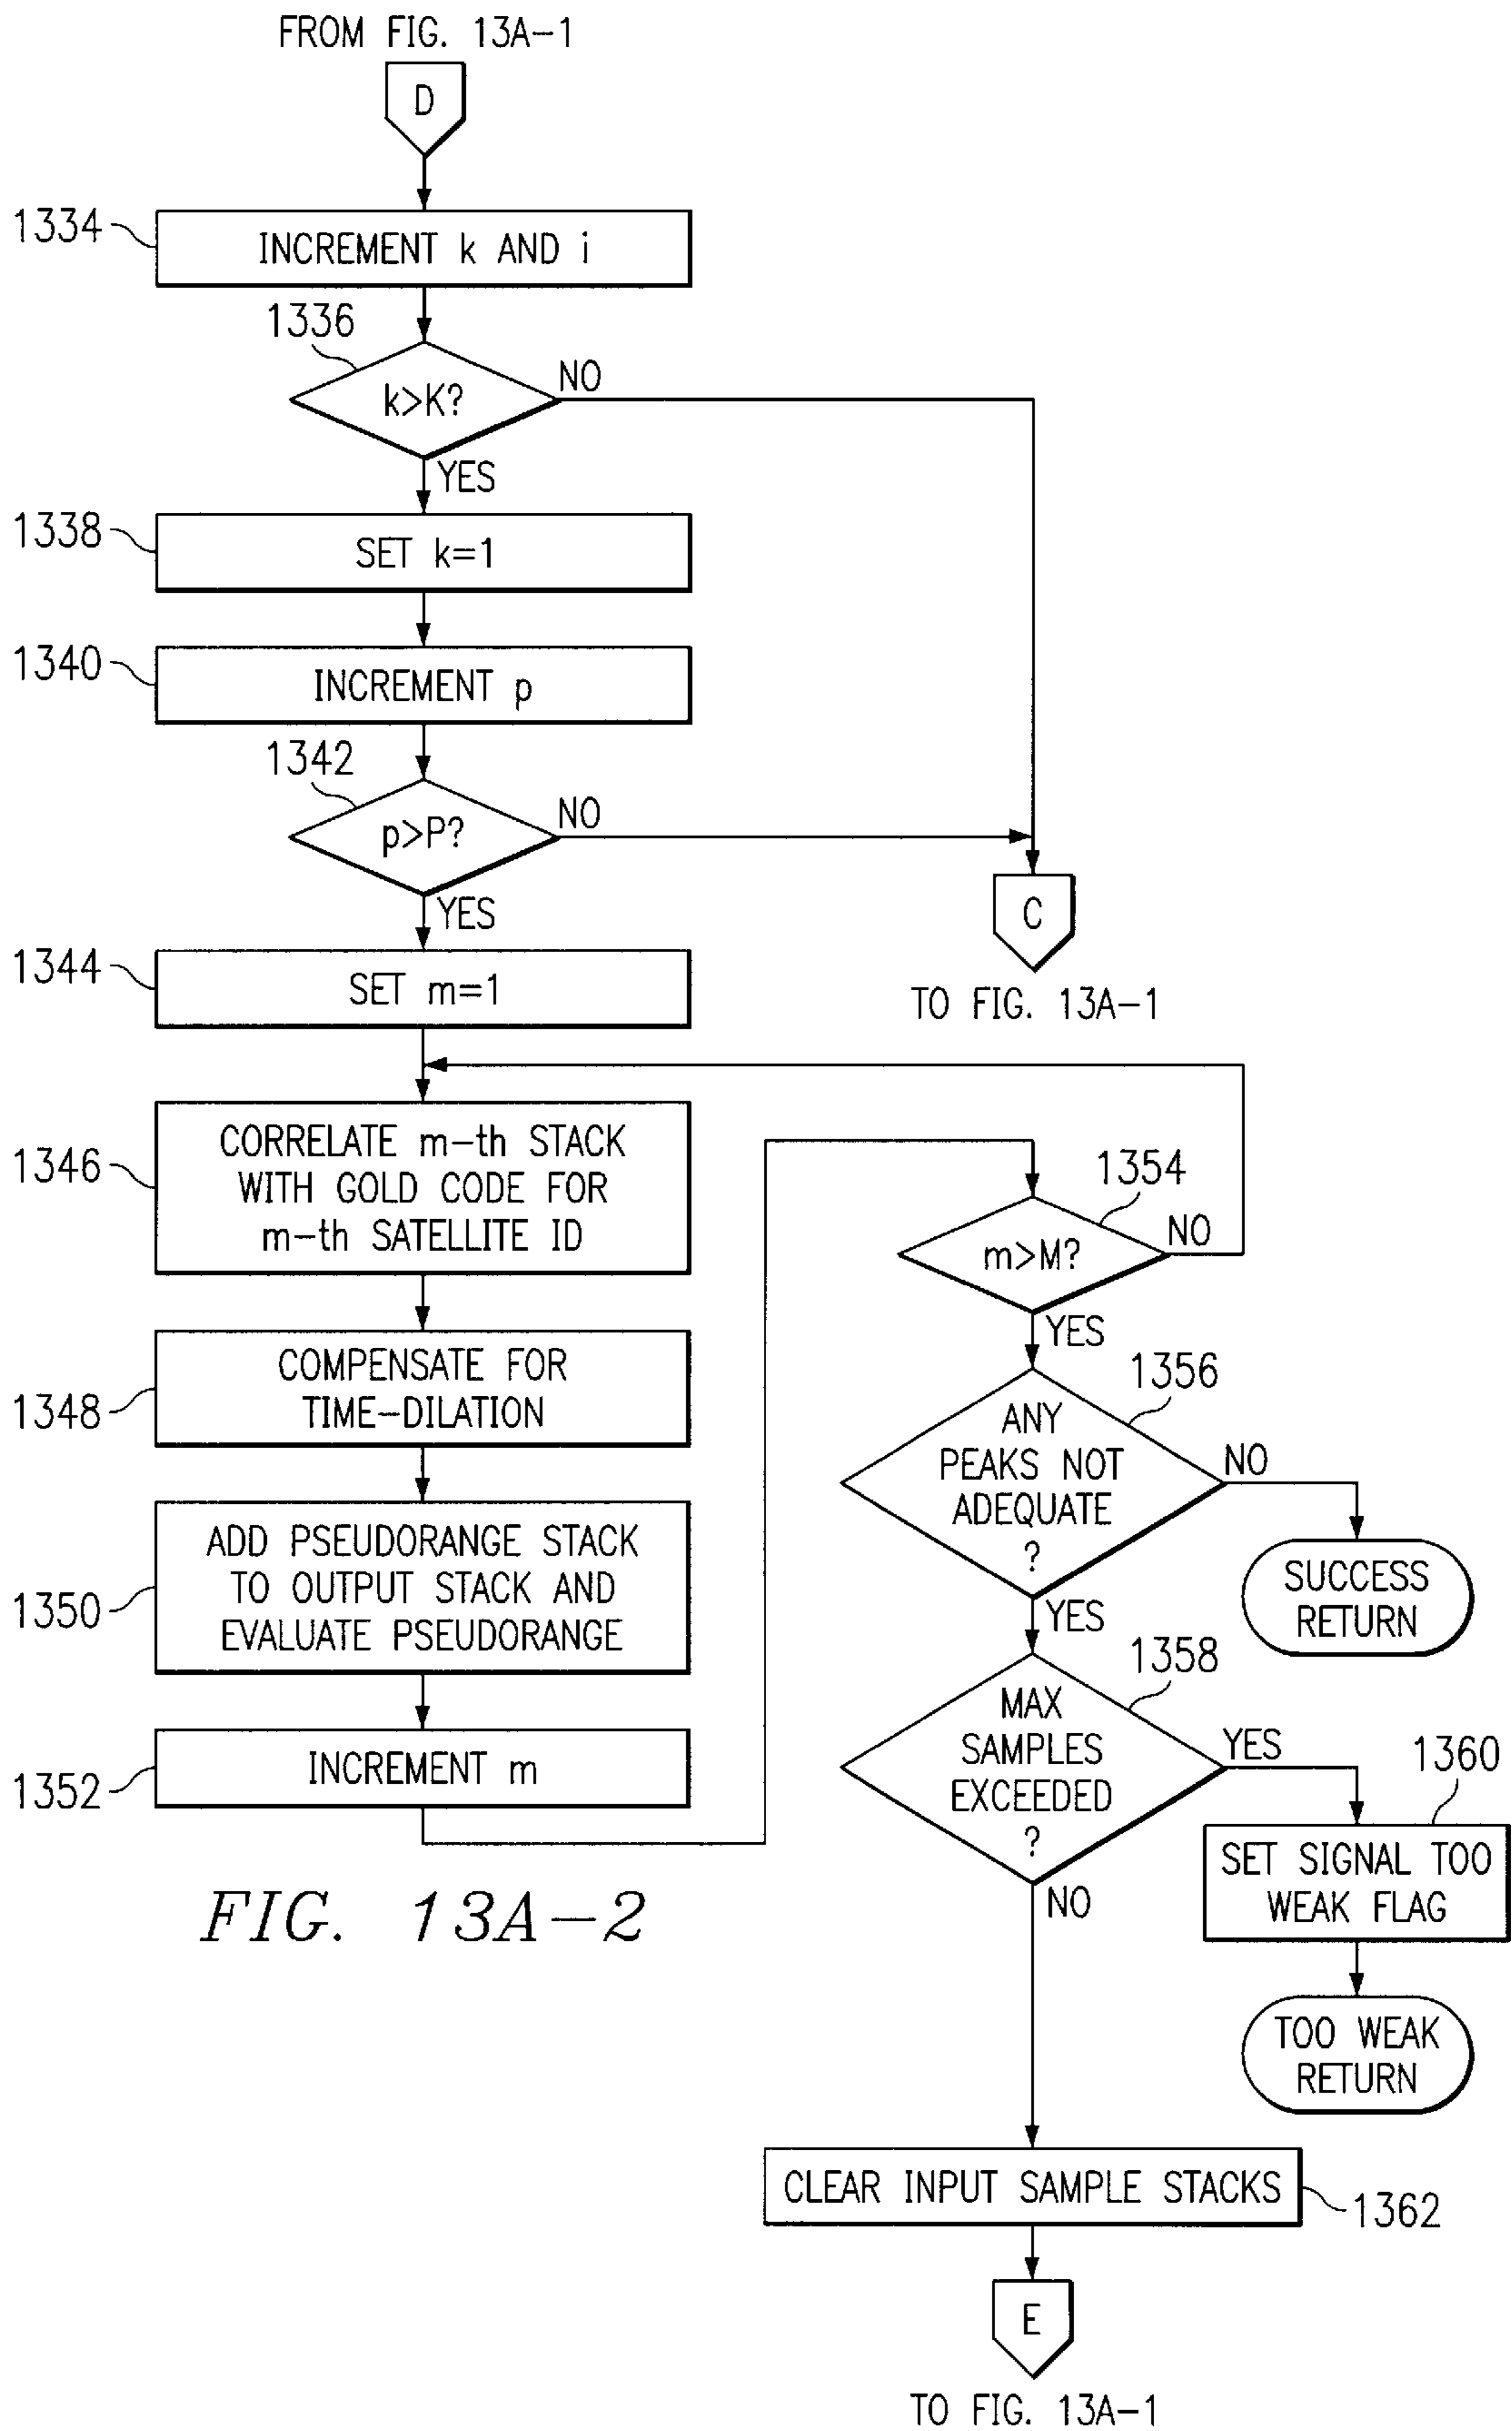 FROM FIG. 13A-1
D
1334
INCREMENT k AND i
1336
k>K?
NO
YES
1338
SET k=1
1340
INCREMENT p
1342
p>P?
NO
YES
C
TO FIG. 13A-1
1344
SET m=1
1346
CORRELATE m-th STACK
WITH GOLD CODE FOR
m-th SATELLITE ID
1348
COMPENSATE FOR
TIME-DILATION
1350
ADD PSEUDORANGE STACK
TO OUTPUT STACK AND
EVALUATE PSEUDORANGE
1352
INCREMENT m
1354
m>M?
NO
YES
1356
ANY
PEAKS NOT
ADEQUATE
?
NO
SUCCESS
RETURN
YES
1358
MAX
SAMPLES
EXCEEDED
?
YES
1360
SET SIGNAL TOO
WEAK FLAG
TOO WEAK
RETURN
NO
CLEAR INPUT SAMPLE STACKS
1362
E
TO FIG. 13A-1
FIG. 13A-2